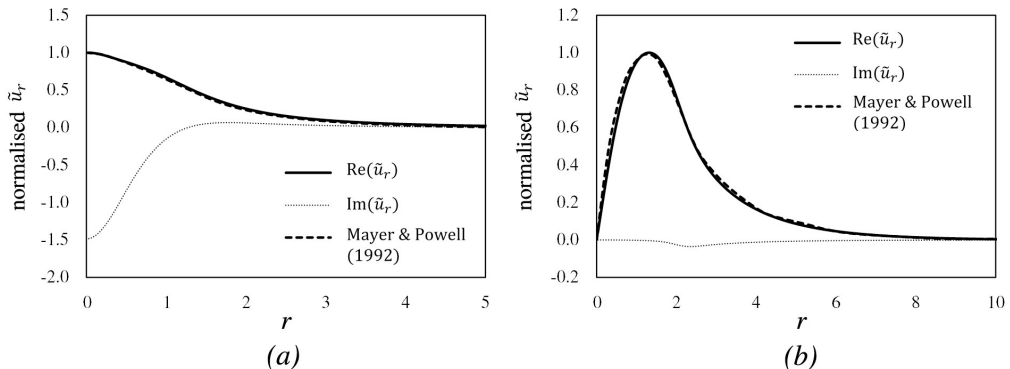 1.5
1.0
0.5
0.0
-0.5
-1.0
-1.5
-2.0
normalised ũr
0
1
2
3
4
5
r
Re(ũr)
Im(ũr)
Mayer & Powell
(1992)
(a)
1.2
1.0
0.8
0.6
0.4
0.2
0.0
-0.2
normalised ũr
0
2
4
6
8
10
r
Re(ũr)
Im(ũr)
Mayer & Powell
(1992)
(b)